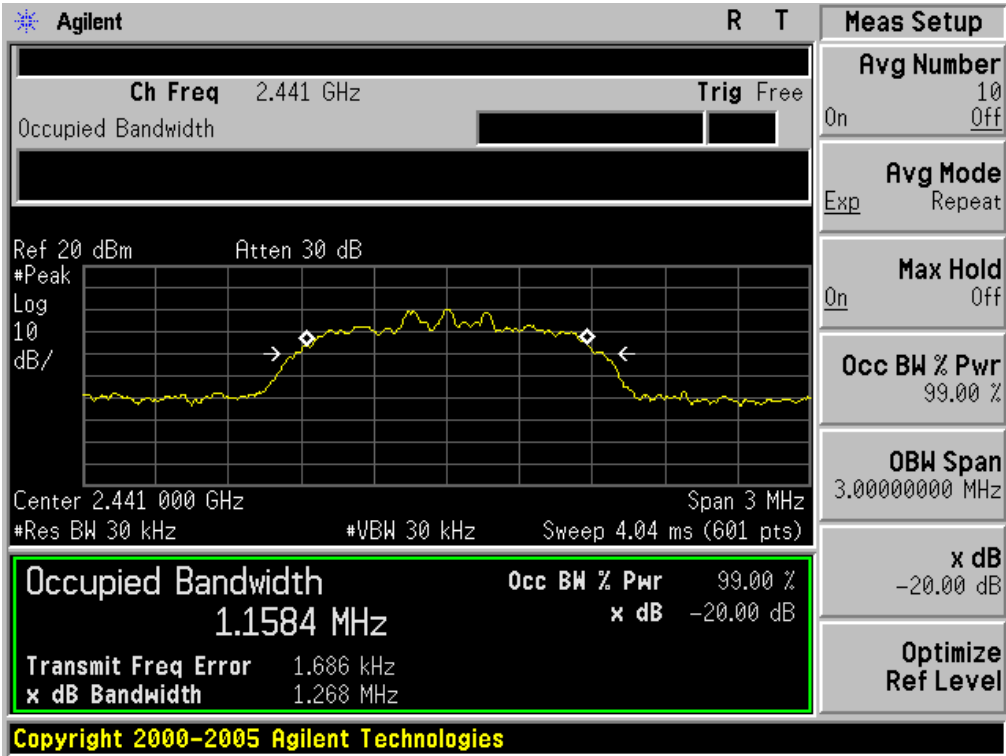 Agilent R T
Ch Freq 2.441 GHz Trig Free
Occupied Bandwidth
Ref 20 dBm Atten 30 dB
#Peak
Log
10
dB/
Center 2.441 000 GHz Span 3 MHz
#Res BW 30 kHz #VBW 30 kHz Sweep 4.04 ms (601 pts)
Occupied Bandwidth Occ BW % Pwr 99.00 %
1.1584 MHz x dB -20.00 dB
Transmit Freq Error 1.686 kHz
x dB Bandwidth 1.268 MHz
Copyright 2000-2005 Agilent Technologies
Meas Setup
Avg Number
10
On Off
Avg Mode
Exp Repeat
Max Hold
On Off
Occ BW % Pwr
99.00 %
OBW Span
3.00000000 MHz
x dB
-20.00 dB
Optimize
Ref Level